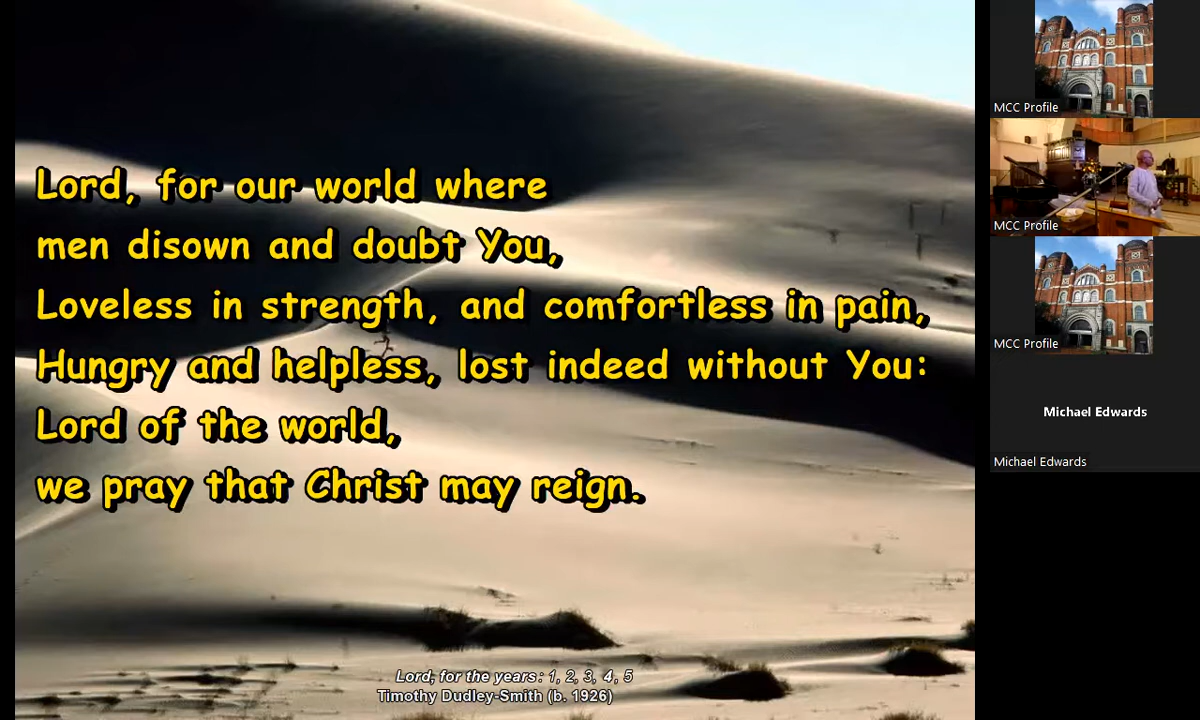 Lord, for our world where
men disown and doubt You,
Loveless in strength, and comfortless in pain,
Hungry and helpless, lost indeed without You:
Lord of the world,
we pray that Christ may reign.
Lord, for the years: 1, 2, 3, 4, 5
Timothy Dudley-Smith (b. 1926)
MCC Profile
MCC Profile
MCC Profile
Michael Edwards
Michael Edwards